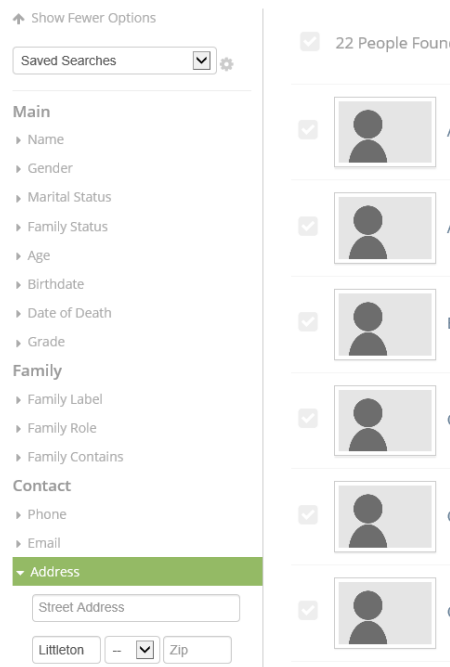 Show Fewer Options
Saved Searches
Main
Name
Gender
Marital Status
Family Status
Age
Birthdate
Date of Death
Grade
Family
Family Label
Family Role
Family Contains
Contact
Phone
Email
Address
Street Address
Littleton -- Zip
22 People